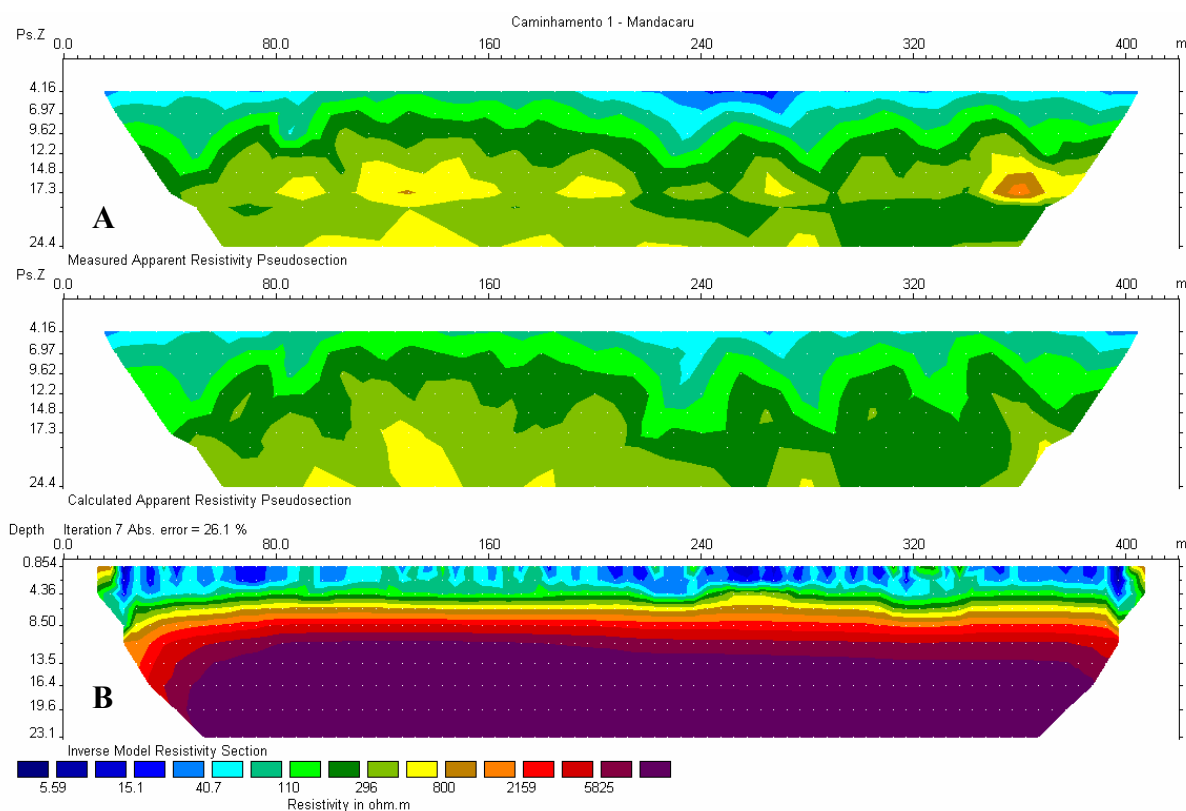 Caminhamento 1 - Mandacaru
Ps.Z
0.0 80.0 160 240 320 400 m
4.16
6.97
9.62
12.2
14.8
17.3
24.4
A
Measured Apparent Resistivity Pseudosection
Ps.Z
0.0 80.0 160 240 320 400 m
4.16
6.97
9.62
12.2
14.8
17.3
24.4
Calculated Apparent Resistivity Pseudosection
Depth Iteration 7 Abs. error = 26.1 %
0.0 80.0 160 240 320 400 m
0.854
4.36
8.50
13.5
16.4
19.6
23.1
B
Inverse Model Resistivity Section
5.59 15.1 40.7 110 296 800 2159 5825
Resistivity in ohm.m